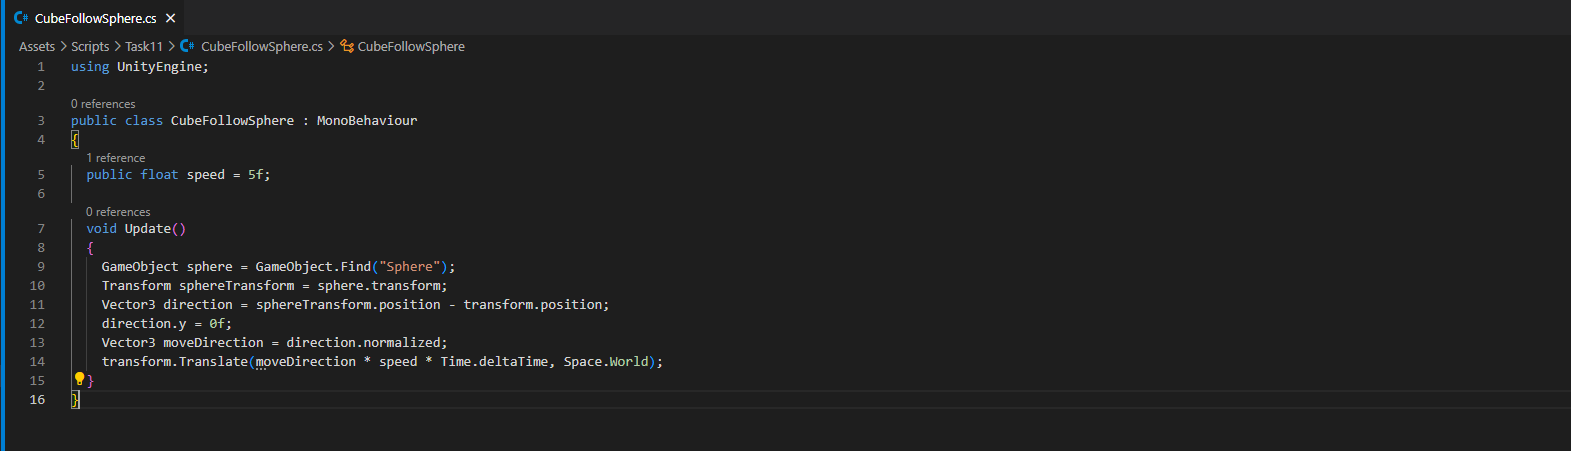 C# CubeFollowSphere.cs ×
Assets > Scripts > Task11 > C# CubeFollowSphere.cs > CubeFollowSphere
1 using UnityEngine;
2
0 references
3 public class CubeFollowSphere : MonoBehaviour
4 {
1 reference
5 public float speed = 5f;
6
0 references
7 void Update()
8 {
9 GameObject sphere = GameObject.Find("Sphere");
10 Transform sphereTransform = sphere.transform;
11 Vector3 direction = sphereTransform.position - transform.position;
12 direction.y = 0f;
13 Vector3 moveDirection = direction.normalized;
14 transform.Translate(moveDirection * speed * Time.deltaTime, Space.World);
15 }
16 }